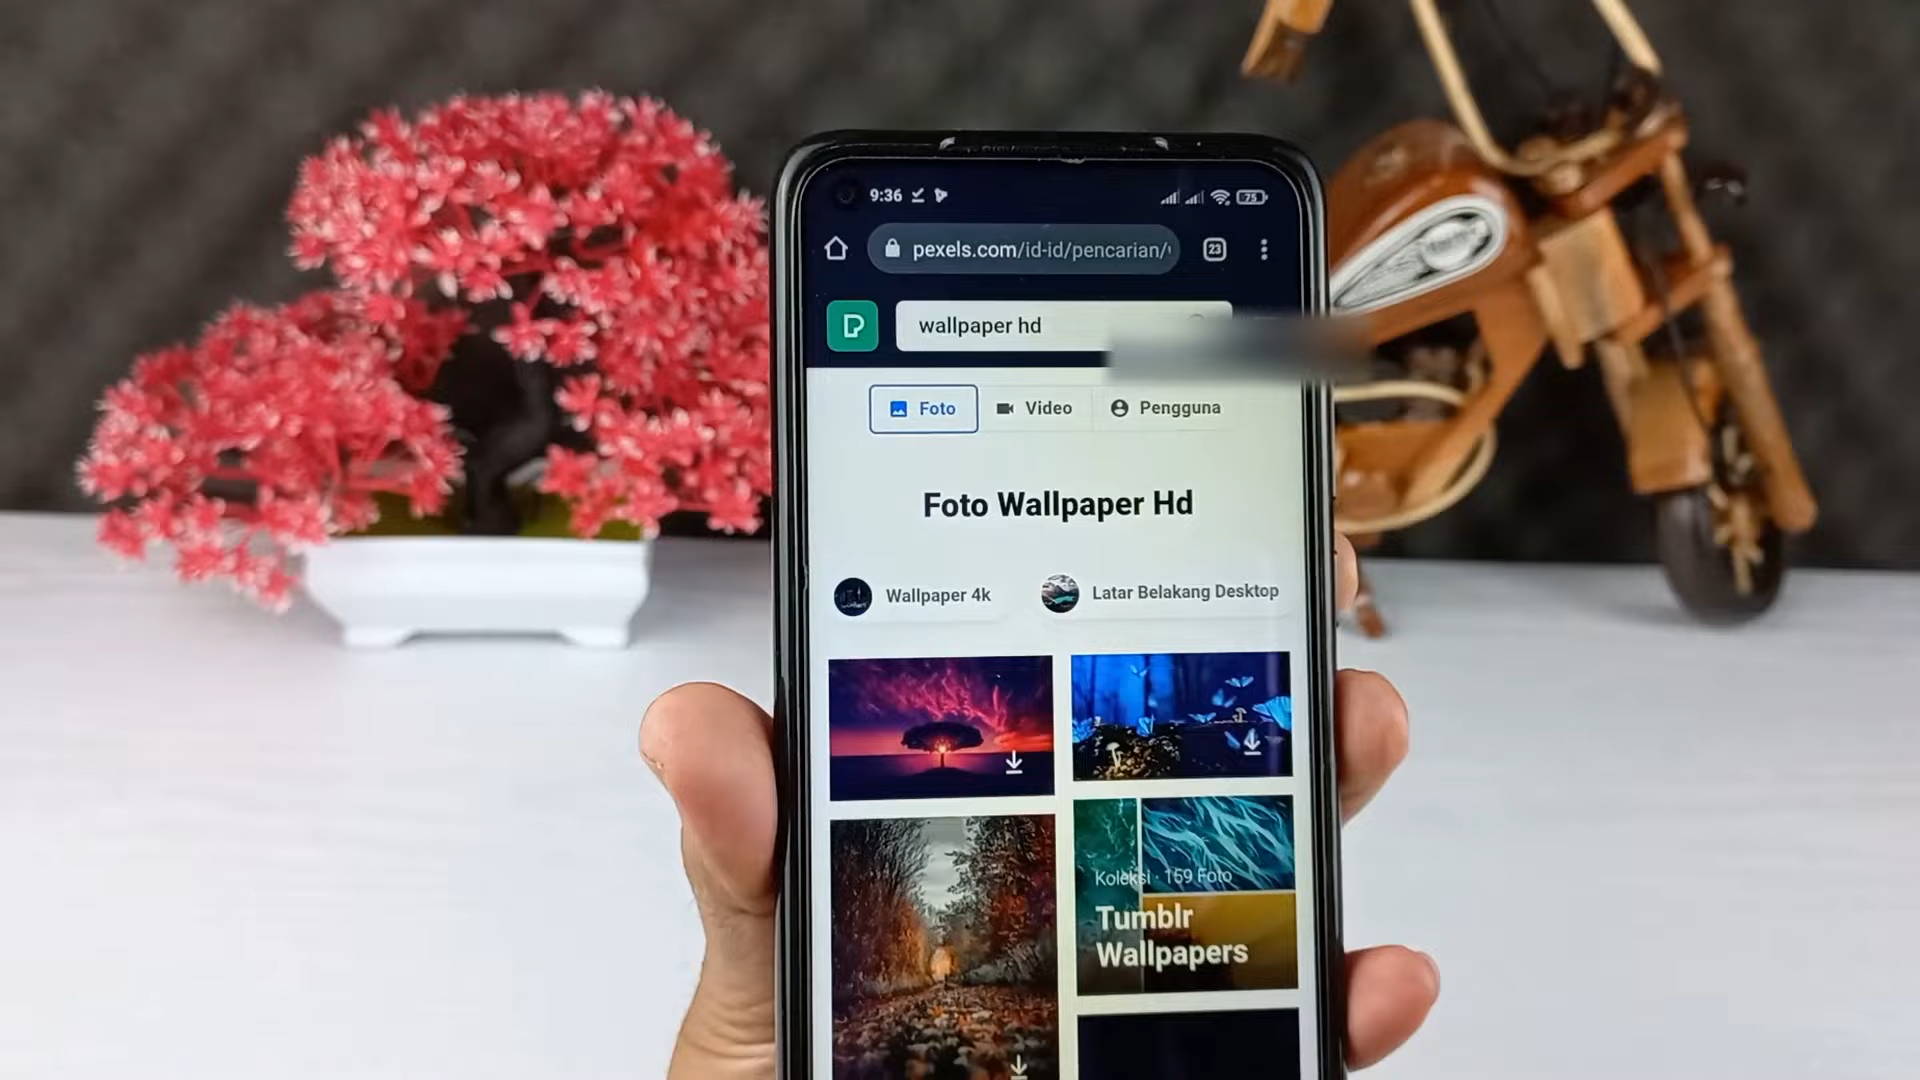 9:36
75
pexels.com/id-id/pencarian/
23
wallpaper hd
Foto
Video
Pengguna
Foto Wallpaper Hd
Wallpaper 4k
Latar Belakang Desktop
Koleksi · 159 Foto
Tumblr
Wallpapers